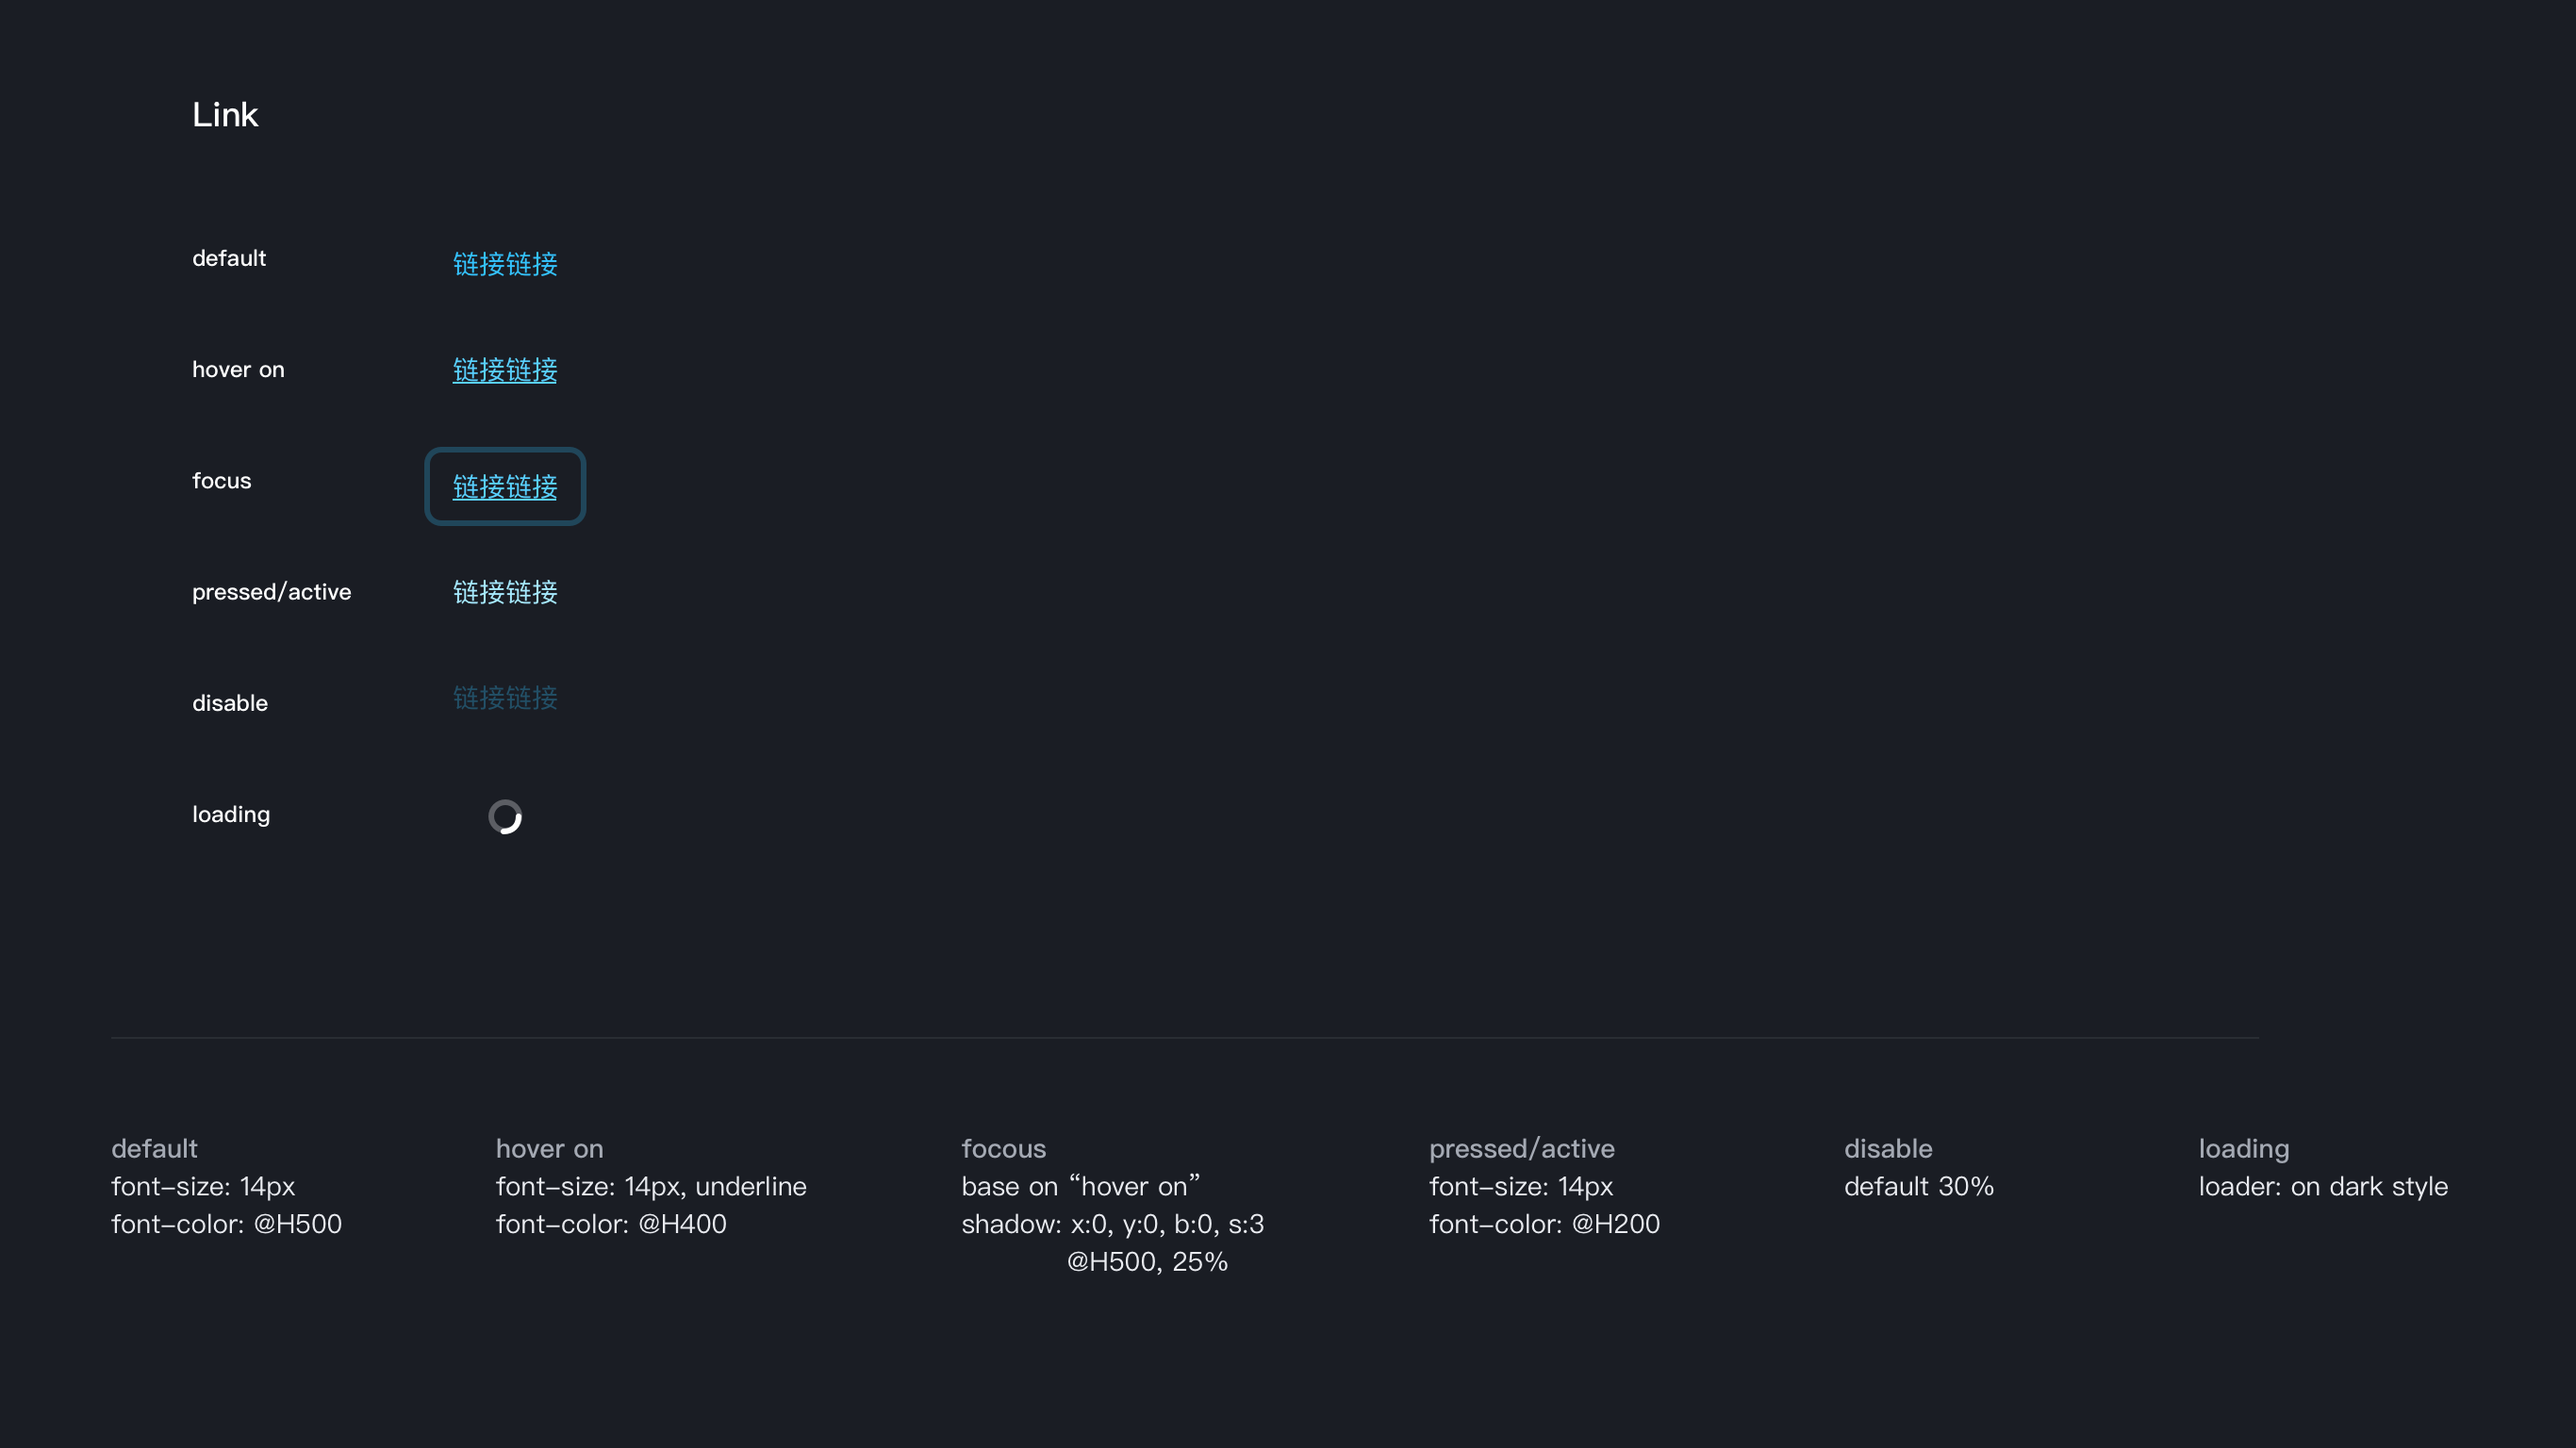 Link
default
链接链接
hover on
链接链接
focus
链接链接
pressed/active
链接链接
disable
链接链接
loading
default
font-size: 14px
font-color: @H500
hover on
font-size: 14px, underline
font-color: @H400
focous
base on “hover on”
shadow: x:0, y:0, b:0, s:3
@H500, 25%
pressed/active
font-size: 14px
font-color: @H200
disable
default 30%
loading
loader: on dark style